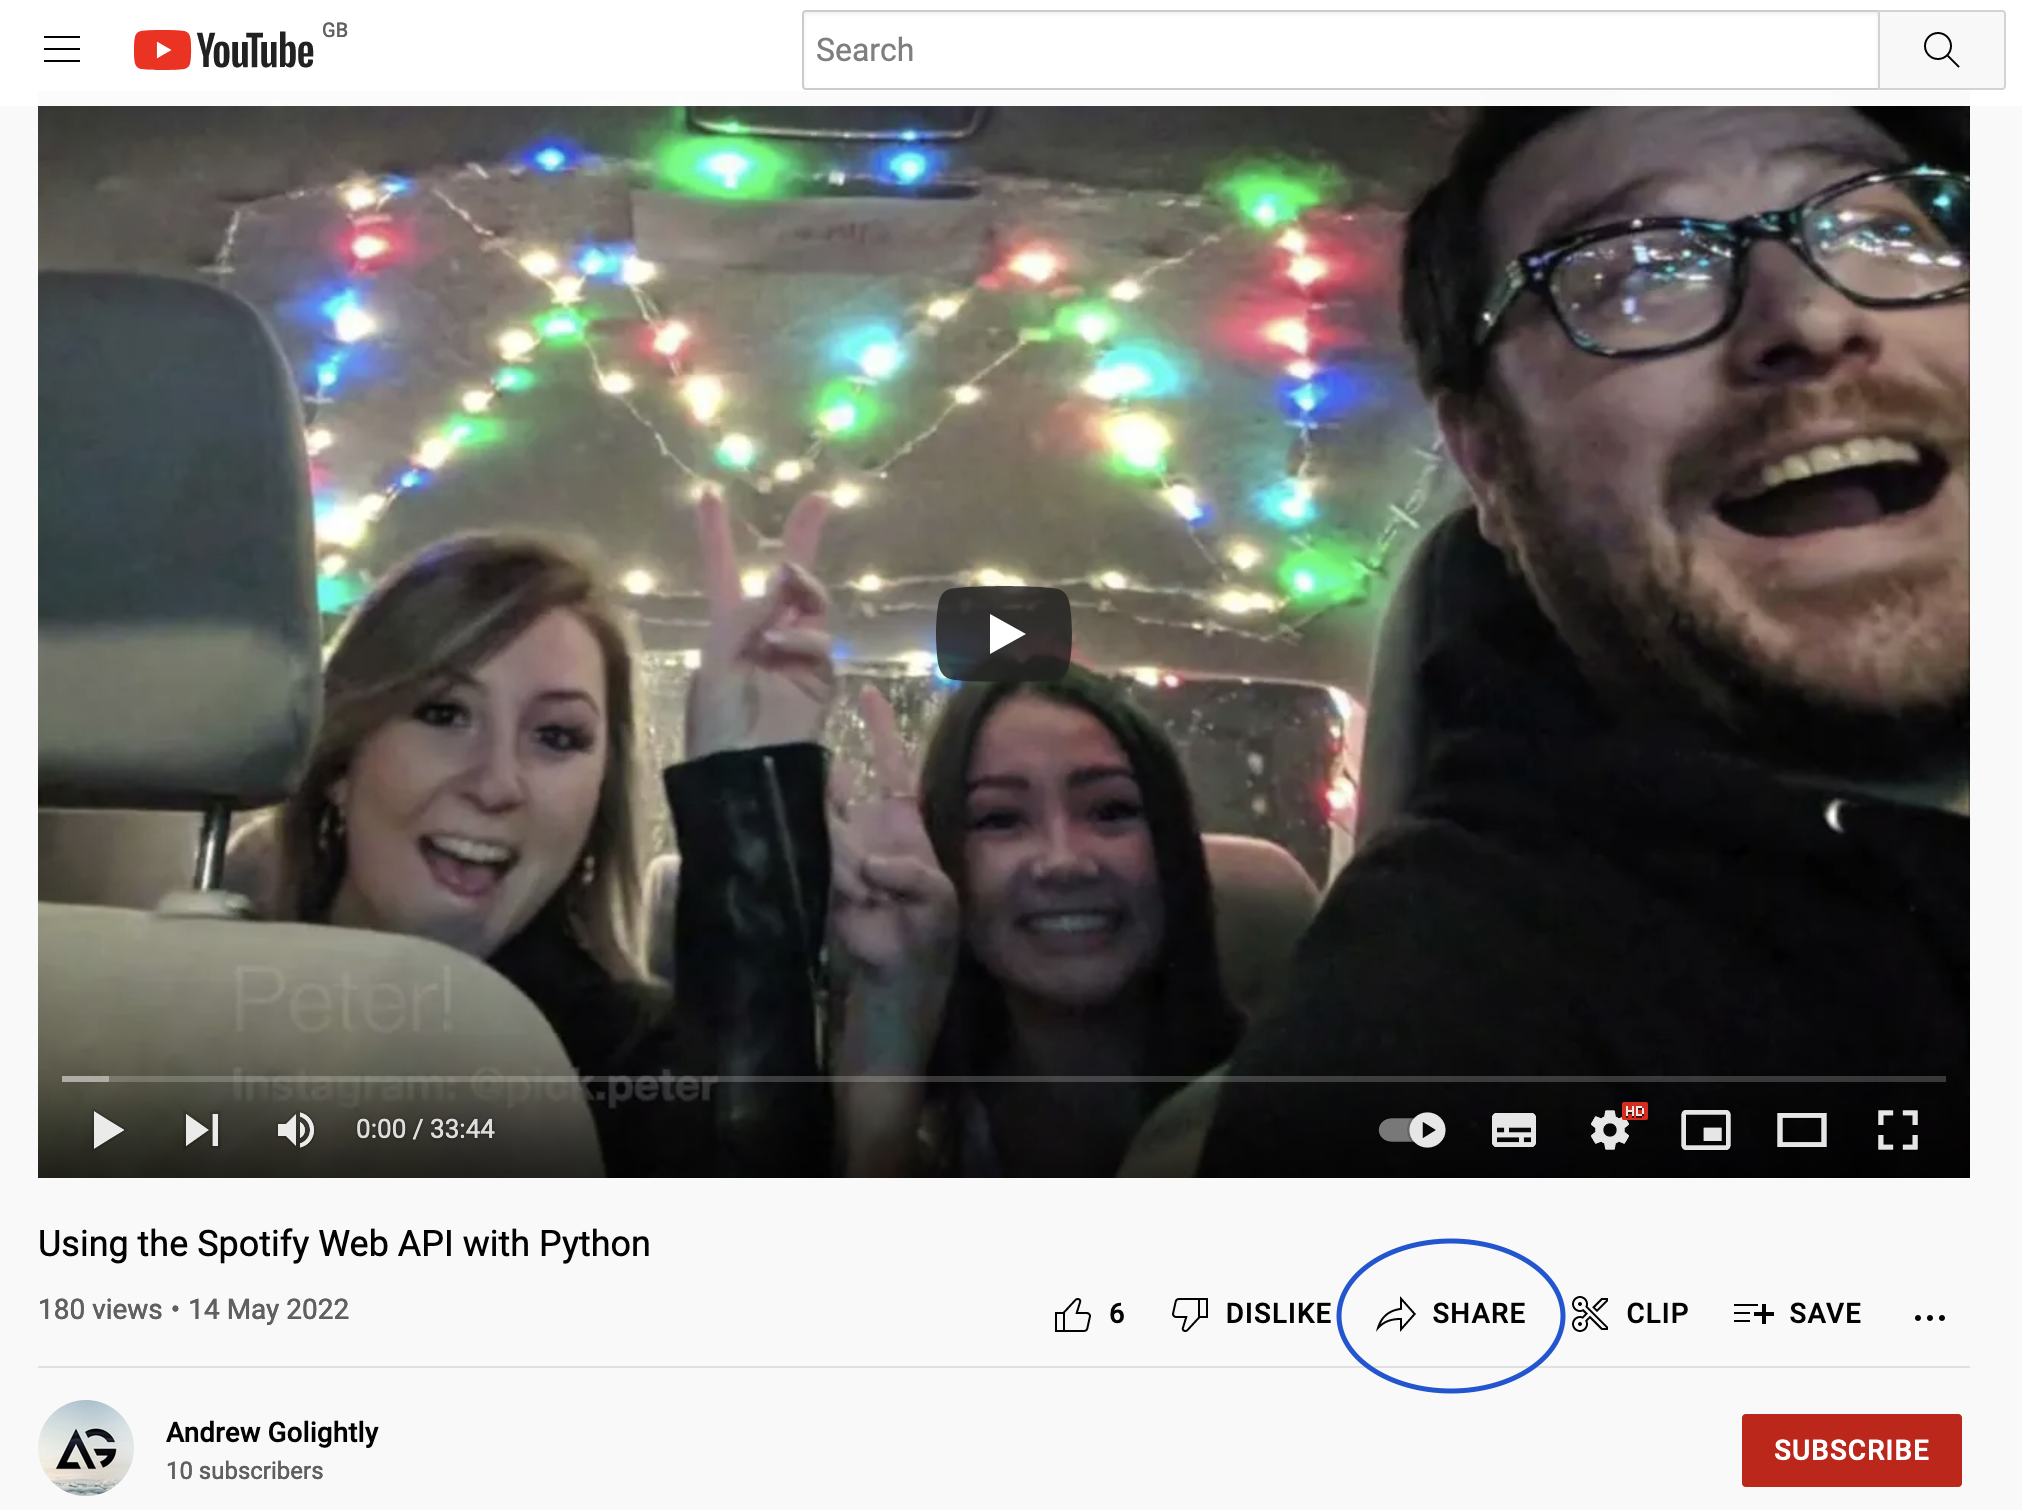 YouTube GB
Search
Peter!
Instagram: @pick.peter
0:00 / 33:44
HD
Using the Spotify Web API with Python
180 views • 14 May 2022
6 DISLIKE SHARE CLIP SAVE ...
AG
Andrew Golightly
10 subscribers
SUBSCRIBE